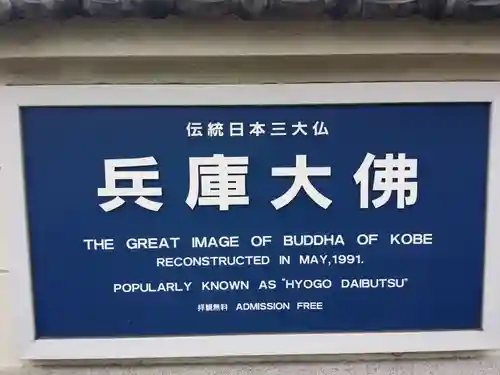 伝統日本三大仏
兵庫大佛
THE GREAT IMAGE OF BUDDHA OF KOBE
RECONSTRUCTED IN MAY,1991.
POPULARLY KNOWN AS "HYOGO DAIBUTSU"
拝観無料 ADMISSION FREE